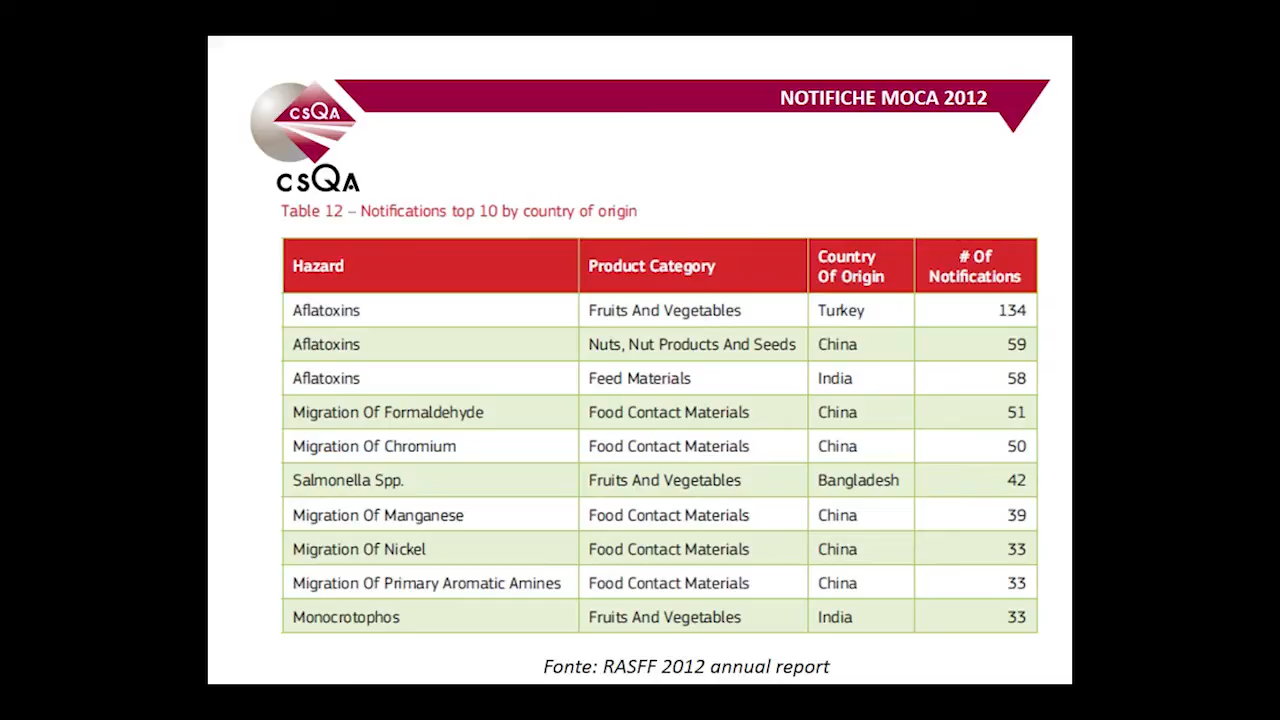 NOTIFICHE MOCA 2012
CSQA
CSQA
Table 12 – Notifications top 10 by country of origin
Hazard Product Category Country Of Origin # Of Notifications
Aflatoxins Fruits And Vegetables Turkey 134
Aflatoxins Nuts, Nut Products And Seeds China 59
Aflatoxins Feed Materials India 58
Migration Of Formaldehyde Food Contact Materials China 51
Migration Of Chromium Food Contact Materials China 50
Salmonella Spp. Fruits And Vegetables Bangladesh 42
Migration Of Manganese Food Contact Materials China 39
Migration Of Nickel Food Contact Materials China 33
Migration Of Primary Aromatic Amines Food Contact Materials China 33
Monocrotophos Fruits And Vegetables India 33
Fonte: RASFF 2012 annual report